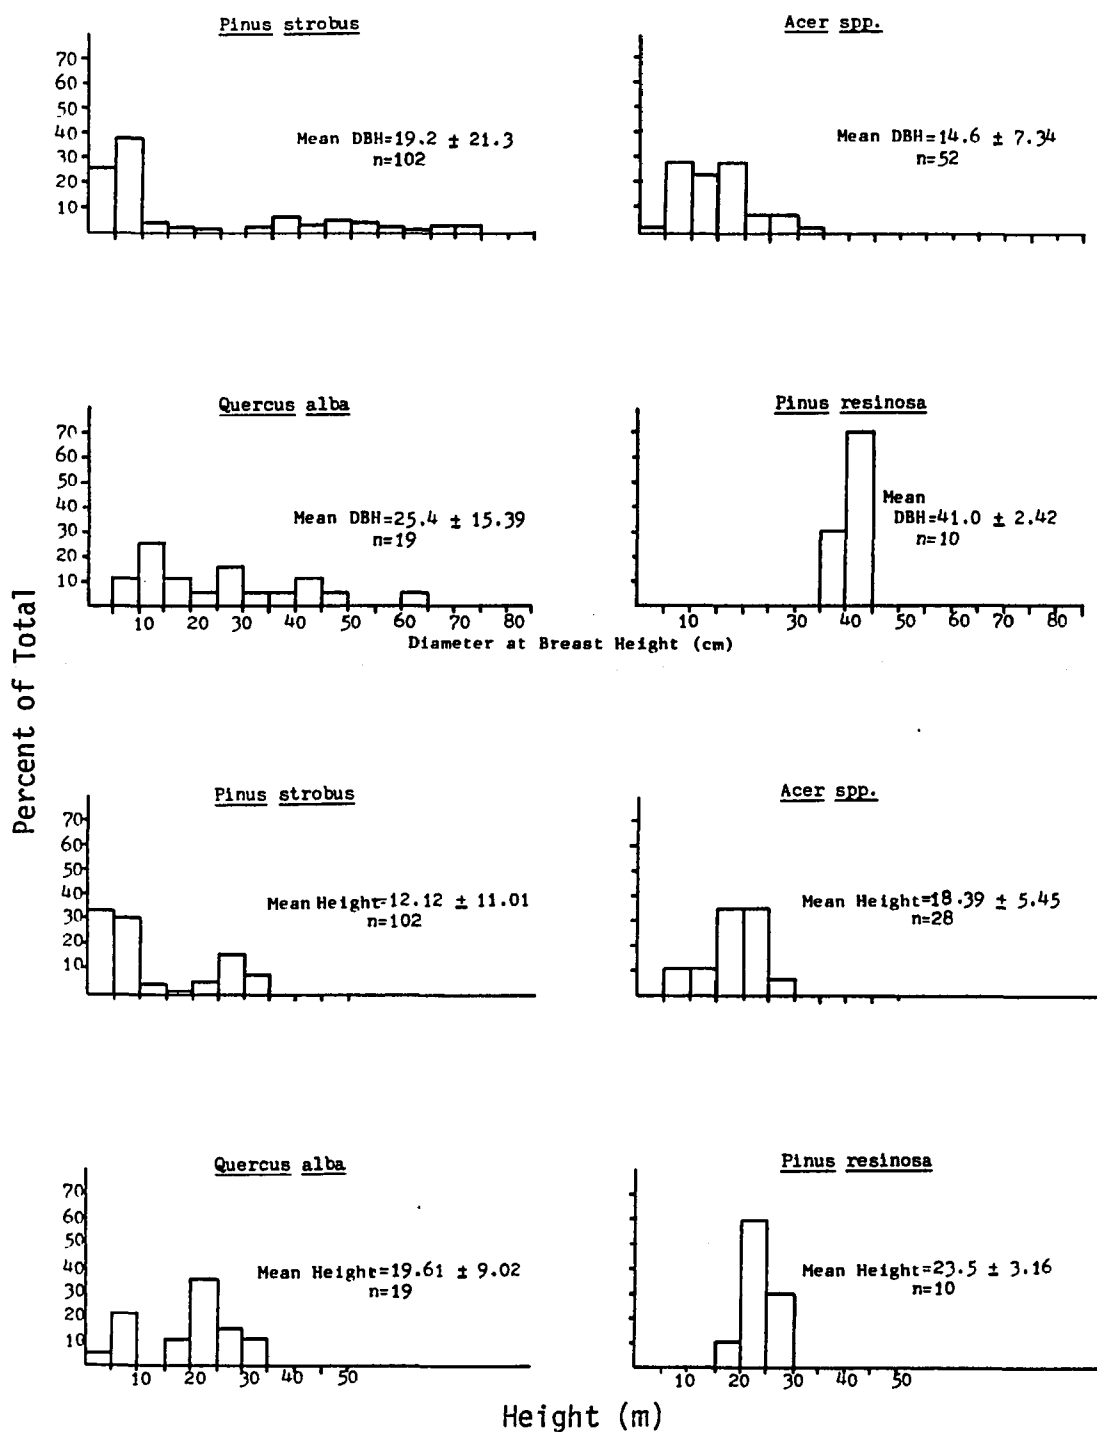 Pinus strobus
70
60
50
40
30
20
10
Mean DBH=19.2 ± 21.3
n=102
Acer spp.
Mean DBH=14.6 ± 7.34
n=52
Quercus alba
70
60
50
40
30
20
10
Mean DBH=25.4 ± 15.39
n=19
10 20 30 40 50 60 70 80
Pinus resinosa
Mean
DBH=41.0 ± 2.42
n=10
10 30 40 50 60 70 80
Diameter at Breast Height (cm)
Percent of Total
Pinus strobus
70
60
50
40
30
20
10
Mean Height=12.12 ± 11.01
n=102
Acer spp.
Mean Height=18.39 ± 5.45
n=28
Quercus alba
70
60
50
40
30
20
10
Mean Height=19.61 ± 9.02
n=19
10 20 30 40 50
Pinus resinosa
Mean Height=23.5 ± 3.16
n=10
10 20 30 40 50
Height (m)